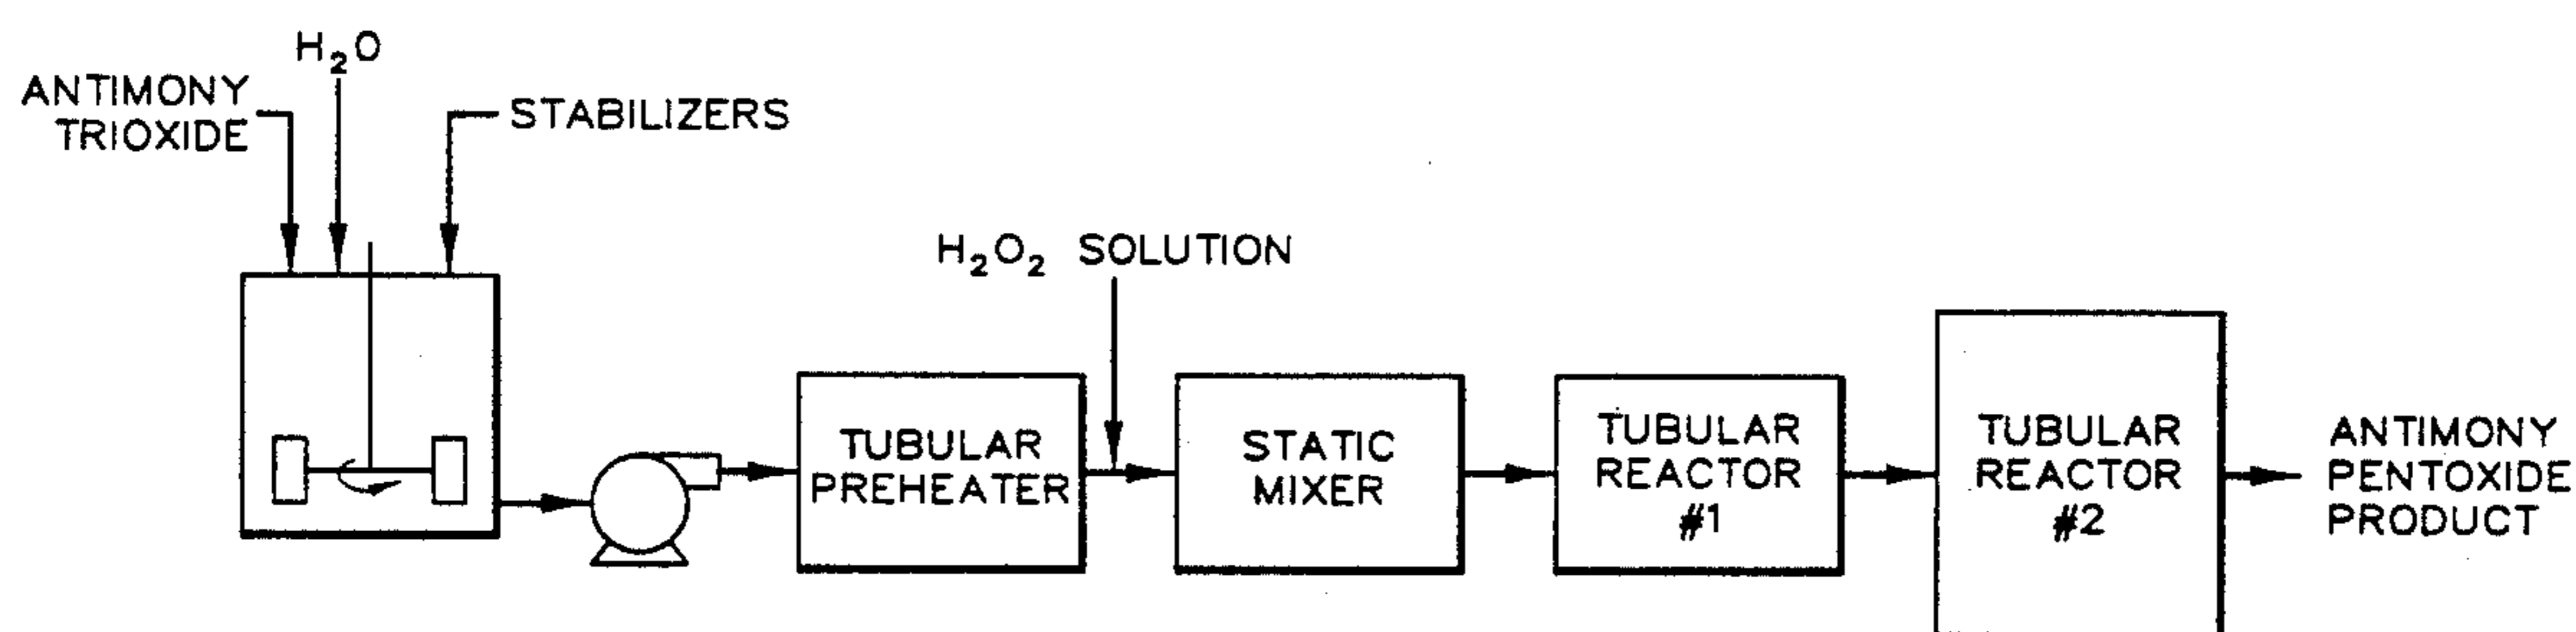 H₂O
ANTIMONY
TRIOXIDE
STABILIZERS
H₂O₂ SOLUTION
TUBULAR
PREHEATER
STATIC
MIXER
TUBULAR
REACTOR
#1
TUBULAR
REACTOR
#2
ANTIMONY
PENTOXIDE
PRODUCT